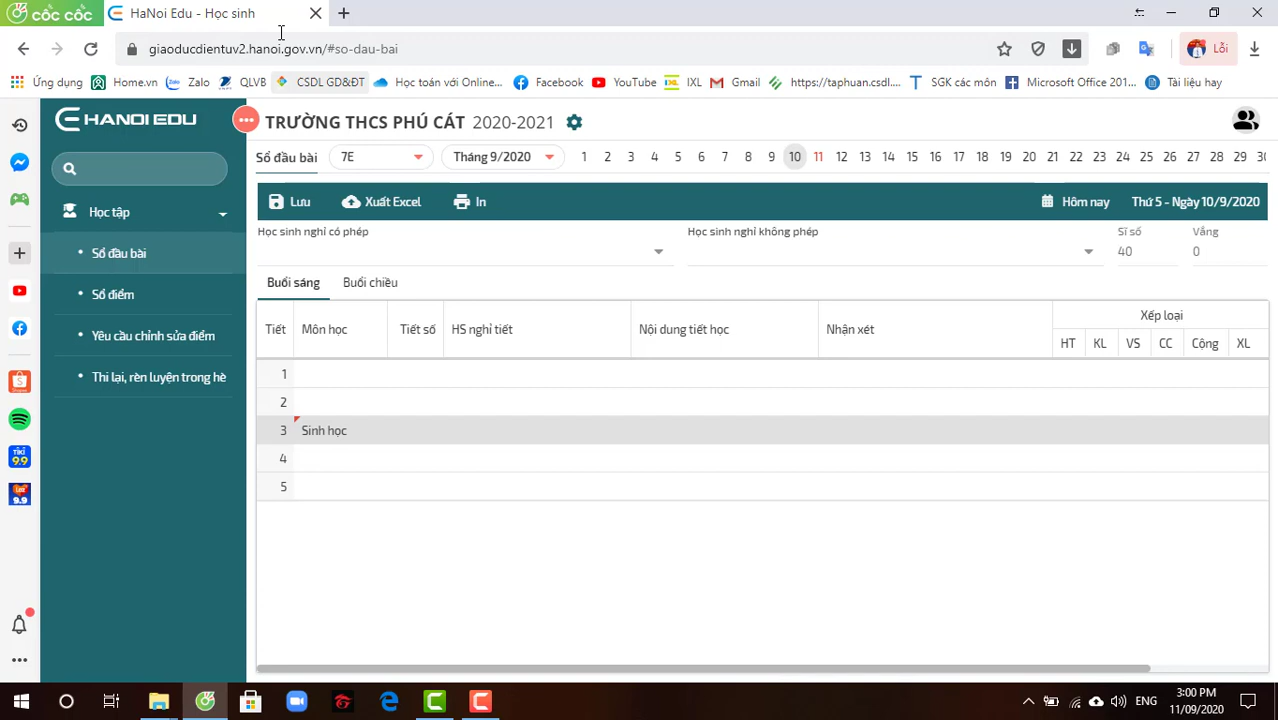 cốc cốc
HaNoi Edu - Học sinh
giaoducdientuv2.hanoi.gov.vn/#so-dau-bai
Lỗi
Ứng dụng
Home.vn
Zalo
QLVB
CSDL GD&ĐT
Học toán với Online...
Facebook
YouTube
IXL
Gmail
https://taphuan.csdl....
SGK các môn
Microsoft Office 201...
Tài liệu hay
HANOI EDU
TRƯỜNG THCS PHÚ CÁT 2020-2021
Sổ đầu bài 7E Tháng 9/2020 1 2 3 4 5 6 7 8 9 10 11 12 13 14 15 16 17 18 19 20 21 22 23 24 25 26 27 28 29 30
Lưu Xuất Excel In Hôm nay Thứ 5 - Ngày 10/9/2020
Học tập
Sổ đầu bài
Sổ điểm
Yêu cầu chỉnh sửa điểm
Thi lại, rèn luyện trong hè
Học sinh nghỉ có phép Học sinh nghỉ không phép Sĩ số Vắng
40 0
Buổi sáng Buổi chiều
Tiết Môn học Tiết số HS nghỉ tiết Nội dung tiết học Nhận xét Xếp loại
HT KL VS CC Cộng XL
1
2
3 Sinh học
4
5
TIKI
9.9
9.9
ENG
3:00 PM
11/09/2020